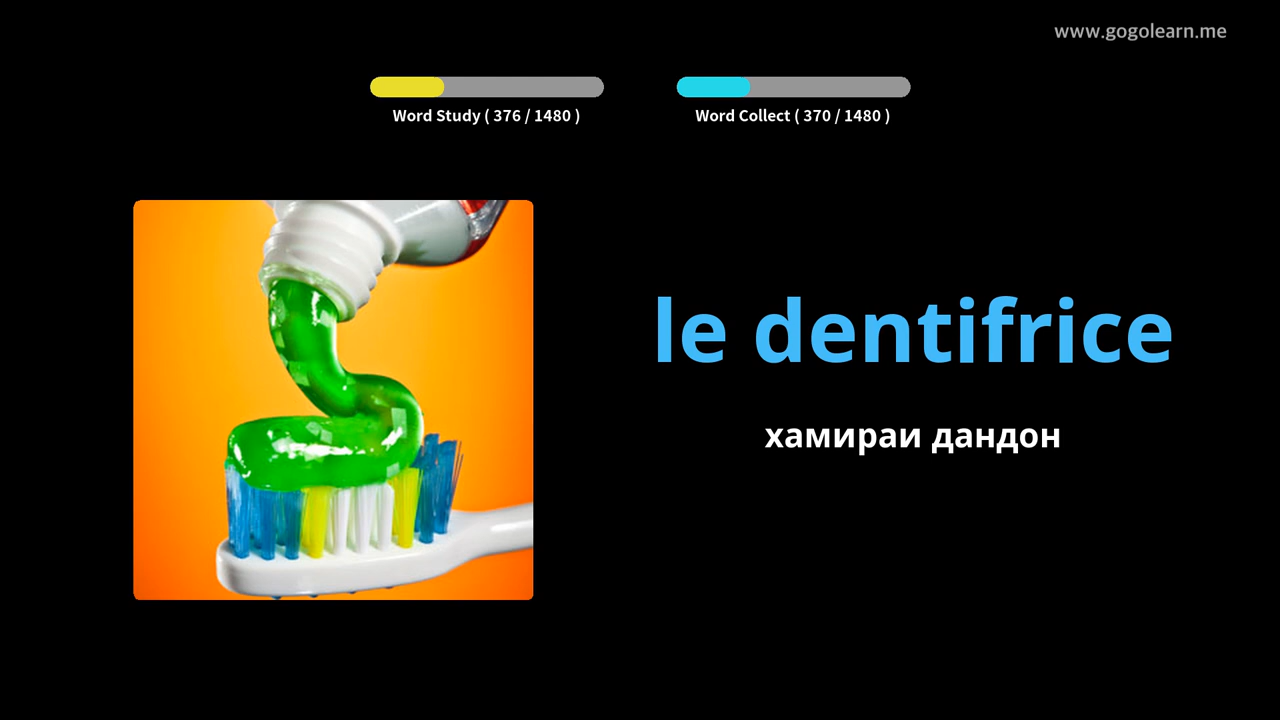 www.gogolearn.me
Word Study ( 376 / 1480 )
Word Collect ( 370 / 1480 )
le dentifrice
хамираи дандон